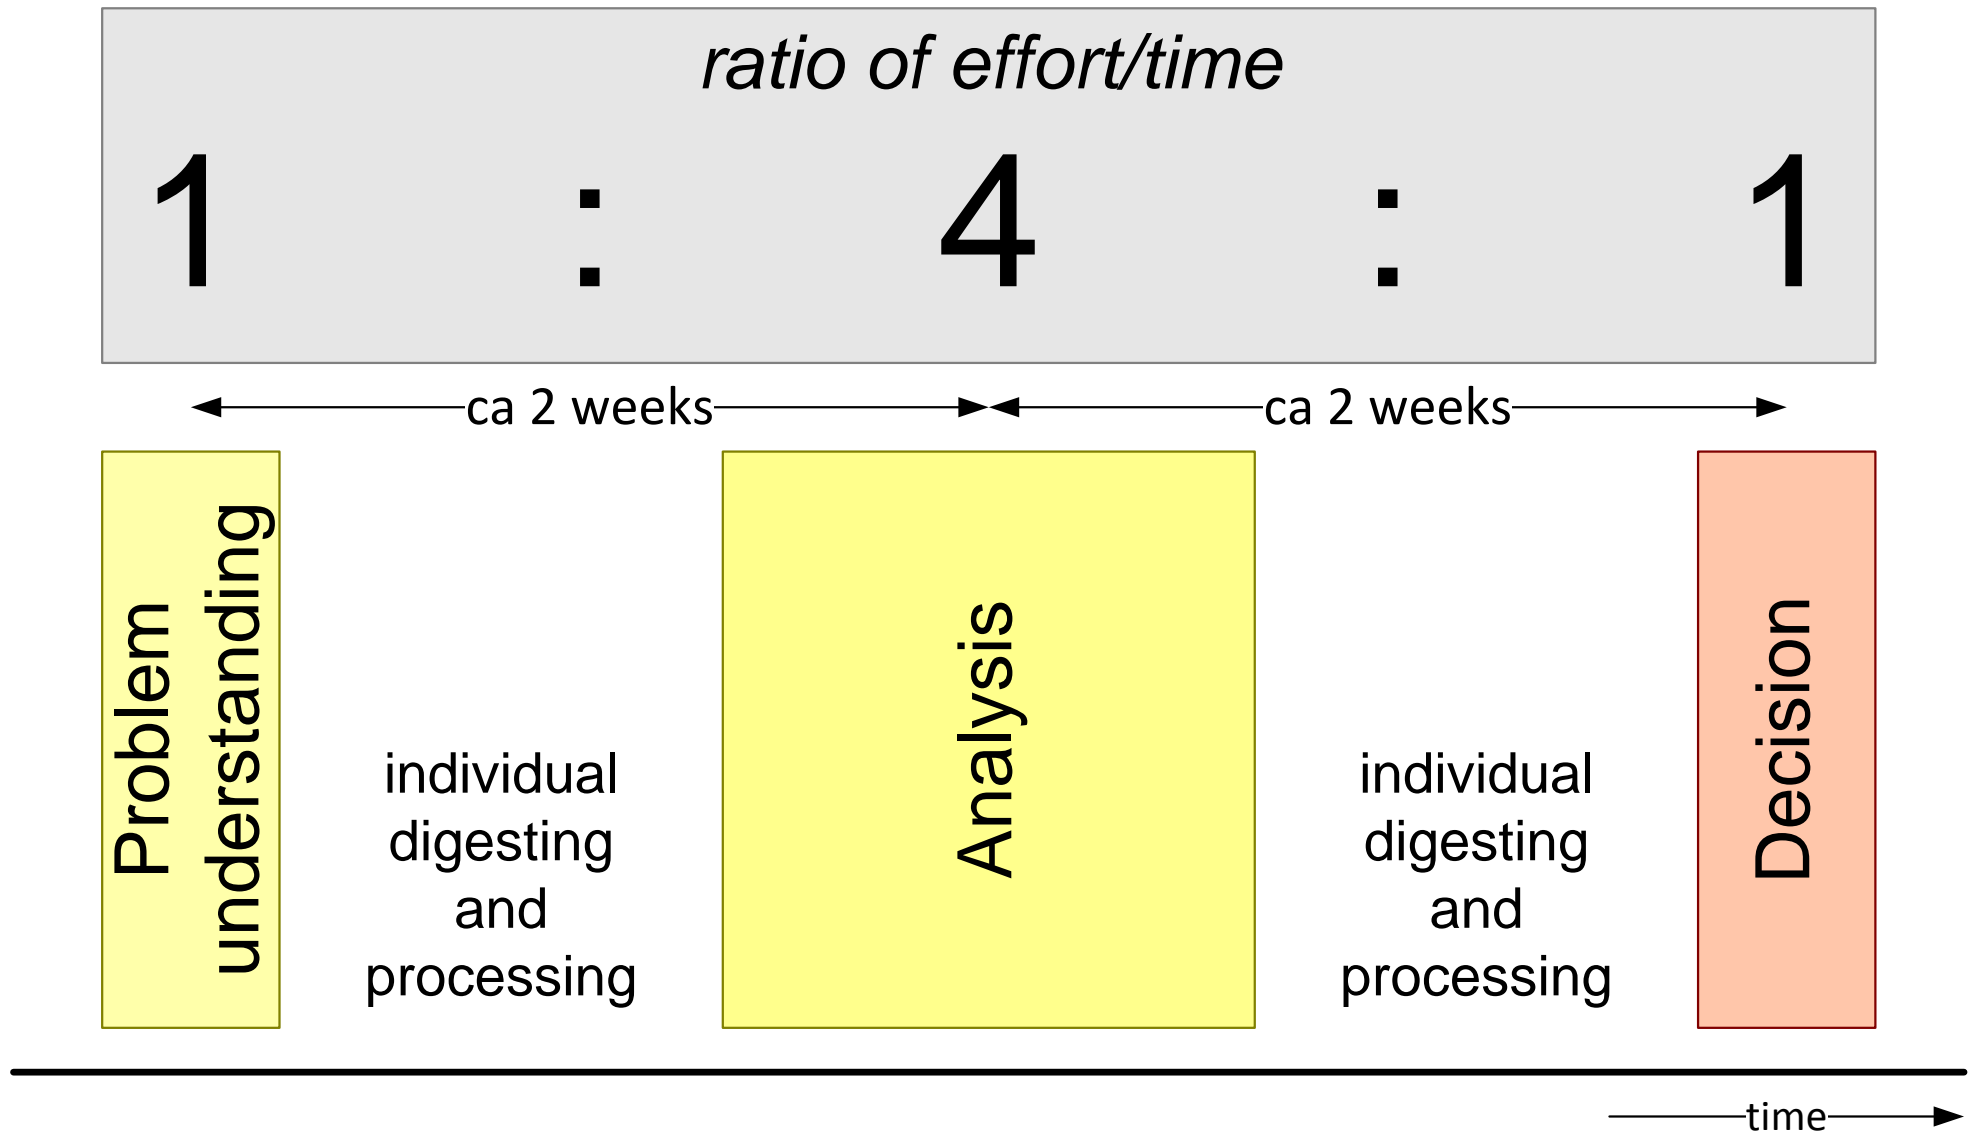 ratio of effort/time
1 : 4 : 1
ca 2 weeks
ca 2 weeks
Problem
understanding
individual
digesting
and
processing
Analysis
individual
digesting
and
processing
Decision
time